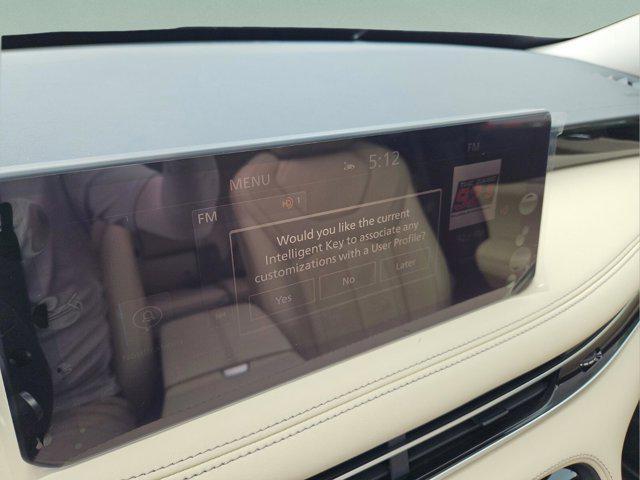 MENU
5:12
FM
FM
1
Would you like the current
Intelligent Key to associate any
customizations with a User Profile?
Yes
No
Later